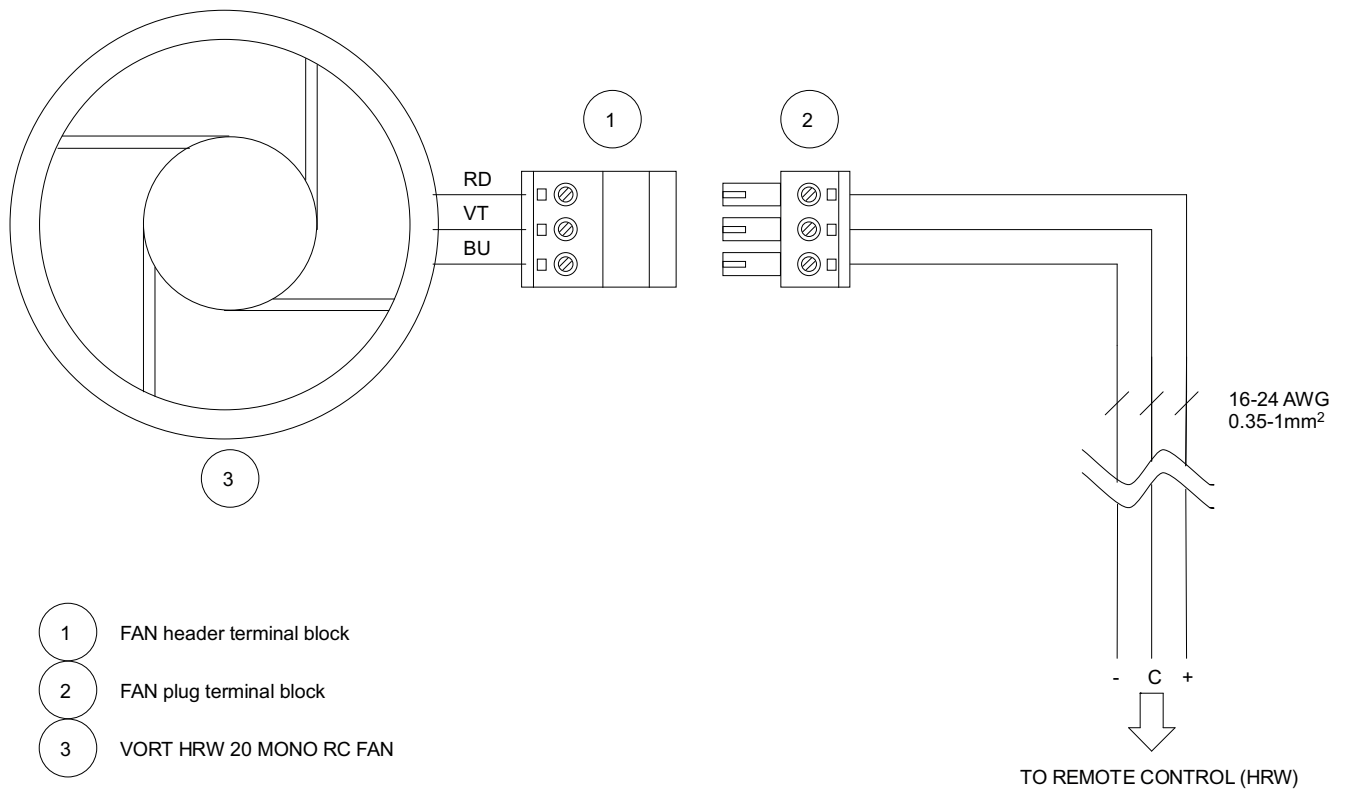 1
2
RD
VT
BU
16-24 AWG
0.35-1mm²
3
1 FAN header terminal block
2 FAN plug terminal block
3 VORT HRW 20 MONO RC FAN
- C +
TO REMOTE CONTROL (HRW)